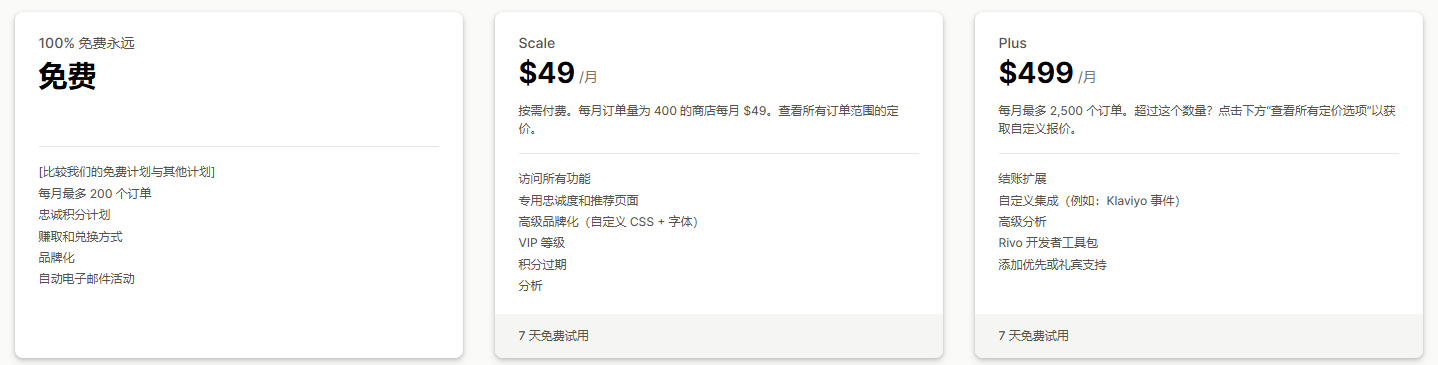 100% 免费永远
免费
[比较我们的免费计划与其他计划]
每月最多 200 个订单
忠诚积分计划
赚取和兑换方式
品牌化
自动电子邮件活动
Scale
$49 /月
按需付费。每月订单量为 400 的商店每月 $49。查看所有订单范围的定
价。
访问所有功能
专用忠诚度和推荐页面
高级品牌化（自定义 CSS + 字体）
VIP 等级
积分过期
分析
7 天免费试用
Plus
$499 /月
每月最多 2,500 个订单。超过这个数量？点击下方“查看所有定价选项”以获
取自定义报价。
结账扩展
自定义集成（例如：Klaviyo 事件）
高级分析
Rivo 开发者工具包
添加优先或礼宾支持
7 天免费试用